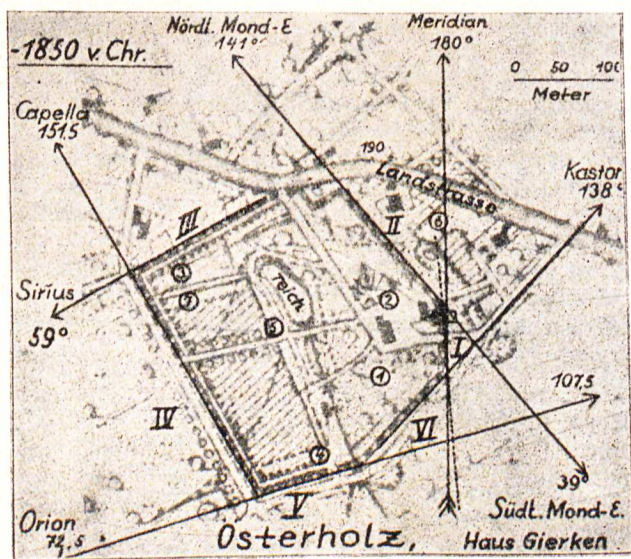 Nördl. Mond-E
141°
Meridian
180°
-1850 v. Chr.
0 50 100
Meter
Capella
151,5
190
Landstrasse
Kastor
138°
III
II
6
3
Teich
Sirius
59°
7
2
5
I
1
107,5
IV
VI
4
V
39°
Orion
72,5°
Osterholz,
Südl. Mond-E.
Haus Gierken